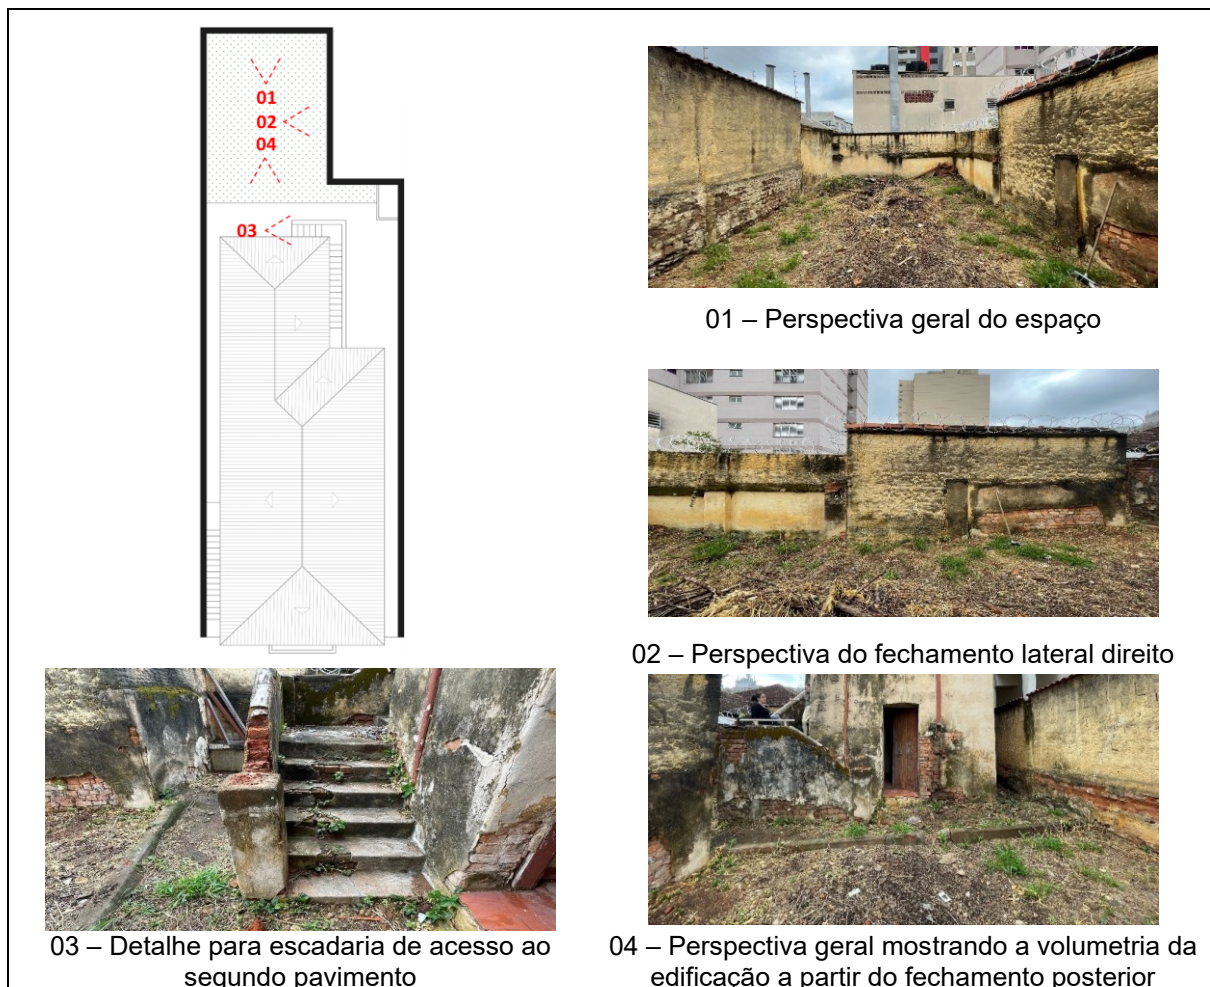 01
02
04
03
01 – Perspectiva geral do espaço
02 – Perspectiva do fechamento lateral direito
03 – Detalhe para escadaria de acesso ao
segundo pavimento
04 – Perspectiva geral mostrando a volumetria da
edificação a partir do fechamento posterior